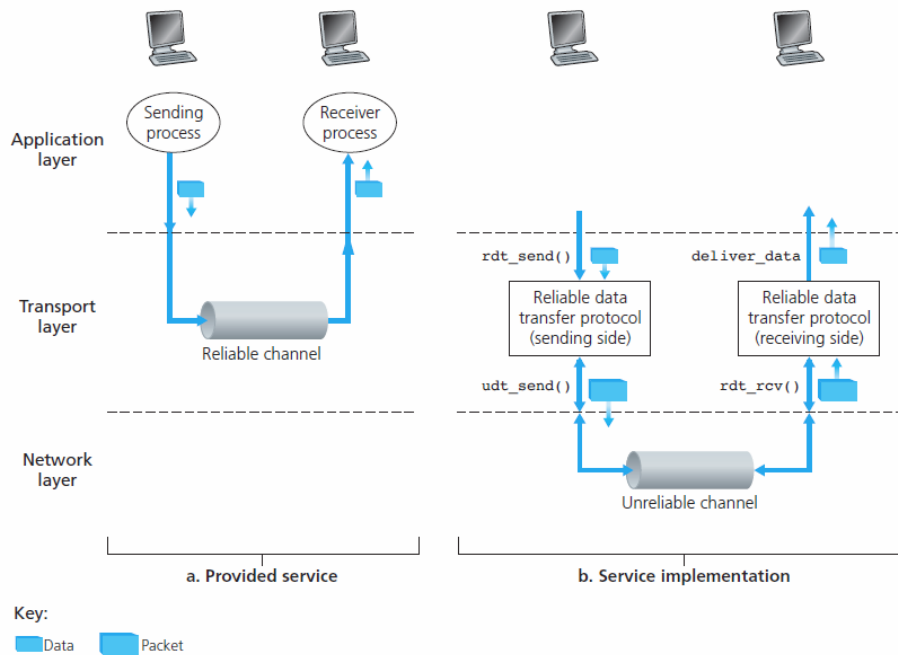 Sending
process
Receiver
process
Application
layer
rdt_send()
deliver_data
Transport
layer
Reliable channel
Reliable data
transfer protocol
(sending side)
Reliable data
transfer protocol
(receiving side)
udt_send()
rdt_rcv()
Network
layer
Unreliable channel
a. Provided service
b. Service implementation
Key:
Data
Packet